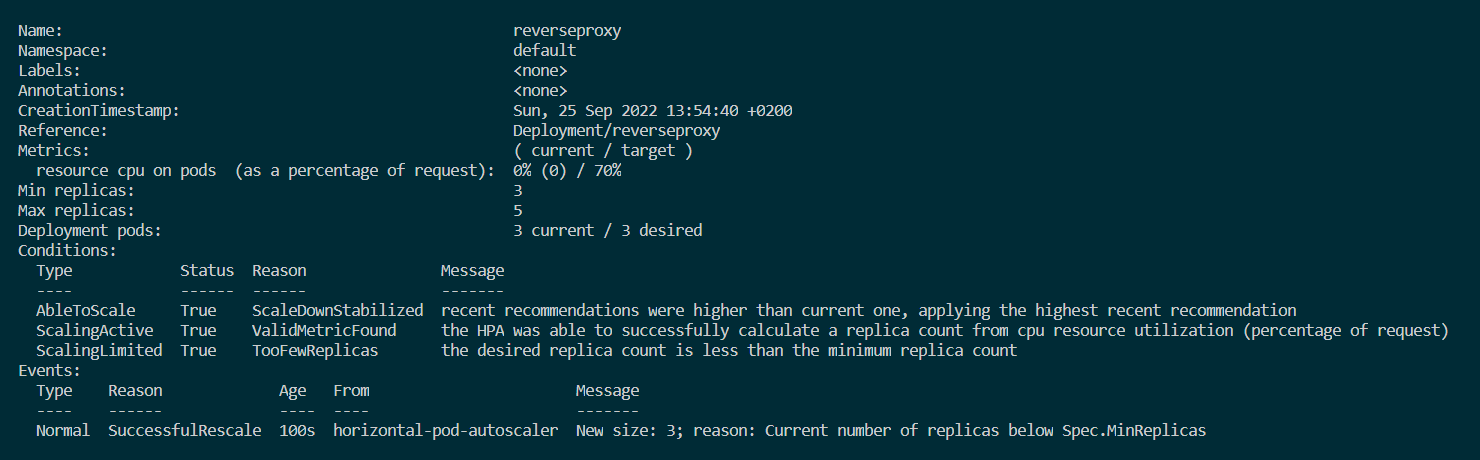 Name:                                                  reverseproxy
Namespace:                                             default
Labels:                                                <none>
Annotations:                                           <none>
CreationTimestamp:                                     Sun, 25 Sep 2022 13:54:40 +0200
Reference:                                             Deployment/reverseproxy
Metrics:                                               ( current / target )
  resource cpu on pods  (as a percentage of request):  0% (0) / 70%
Min replicas:                                          3
Max replicas:                                          5
Deployment pods:                                       3 current / 3 desired
Conditions:
  Type            Status  Reason               Message
  ----            ------  ------               -------
  AbleToScale     True    ScaleDownStabilized  recent recommendations were higher than current one, applying the highest recent recommendation
  ScalingActive   True    ValidMetricFound     the HPA was able to successfully calculate a replica count from cpu resource utilization (percentage of request)
  ScalingLimited  True    TooFewReplicas       the desired replica count is less than the minimum replica count
Events:
  Type    Reason             Age   From                       Message
  ----    ------             ----  ----                       -------
  Normal  SuccessfulRescale  100s  horizontal-pod-autoscaler  New size: 3; reason: Current number of replicas below Spec.MinReplicas